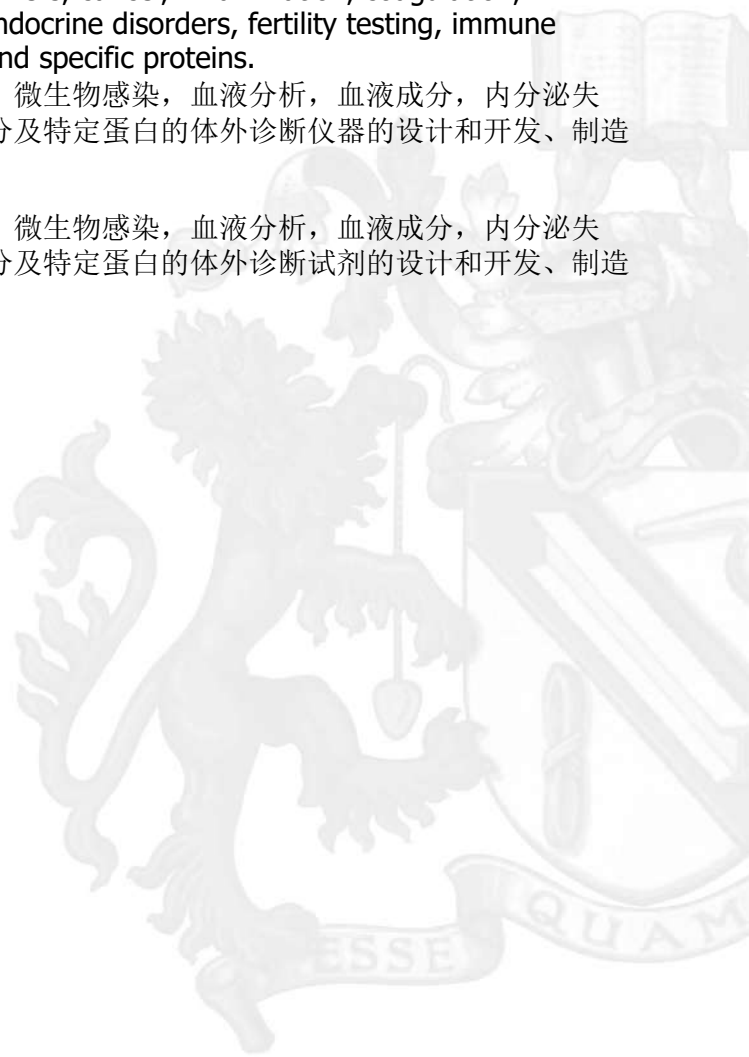 ndocrine disorders, fertility testing, immune
nd specific proteins.
微生物感染，血液分析，血液成分，内分泌失
分及特定蛋白的体外诊断仪器的设计和开发、制造
微生物感染，血液分析，血液成分，内分泌失
分及特定蛋白的体外诊断试剂的设计和开发、制造
ESSE
QUAM